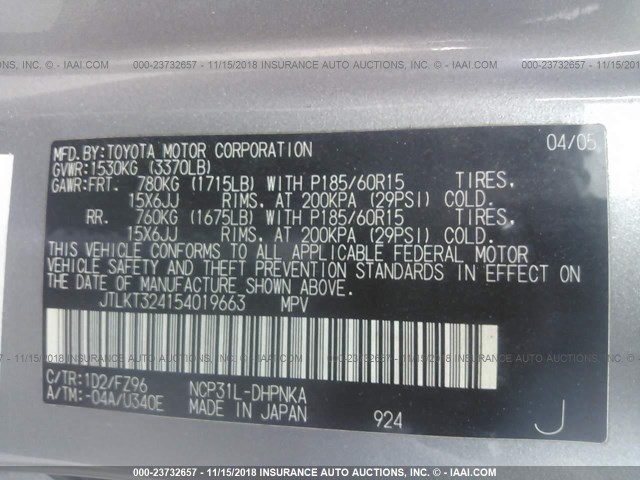 AUTO AUCTIONS, INC. - © IAAI.COM 000-23732657 - 11/15/2018 INSURANCE AUTO AUCTIONS, INC. - © IAAI.COM 000-23732657 - 11/15/2018
MFD.BY:TOYOTA MOTOR CORPORATION 04/05
GVWR:1530KG (3370LB)
GAWR:FRT. 780KG (1715LB) WITH P185/60R15 TIRES,
15X6JJ RIMS, AT 200KPA (29PSI) COLD.
RR. 760KG (1675LB) WITH P185/60R15 TIRES,
15X6JJ RIMS, AT 200KPA (29PSI) COLD.
THIS VEHICLE CONFORMS TO ALL APPLICABLE FEDERAL MOTOR
VEHICLE SAFETY AND THEFT PREVENTION STANDARDS IN EFFECT ON
THE DATE OF MANUFACTURE SHOWN ABOVE.
JTLKT324154019663 MPV
C/TR:1D2/FZ96 NCP31L-DHPNKA
A/TM:-04A/U340E MADE IN JAPAN 924 J
000-23732657 - 11/15/2018 INSURANCE AUTO AUCTIONS, INC. - © IAAI.COM